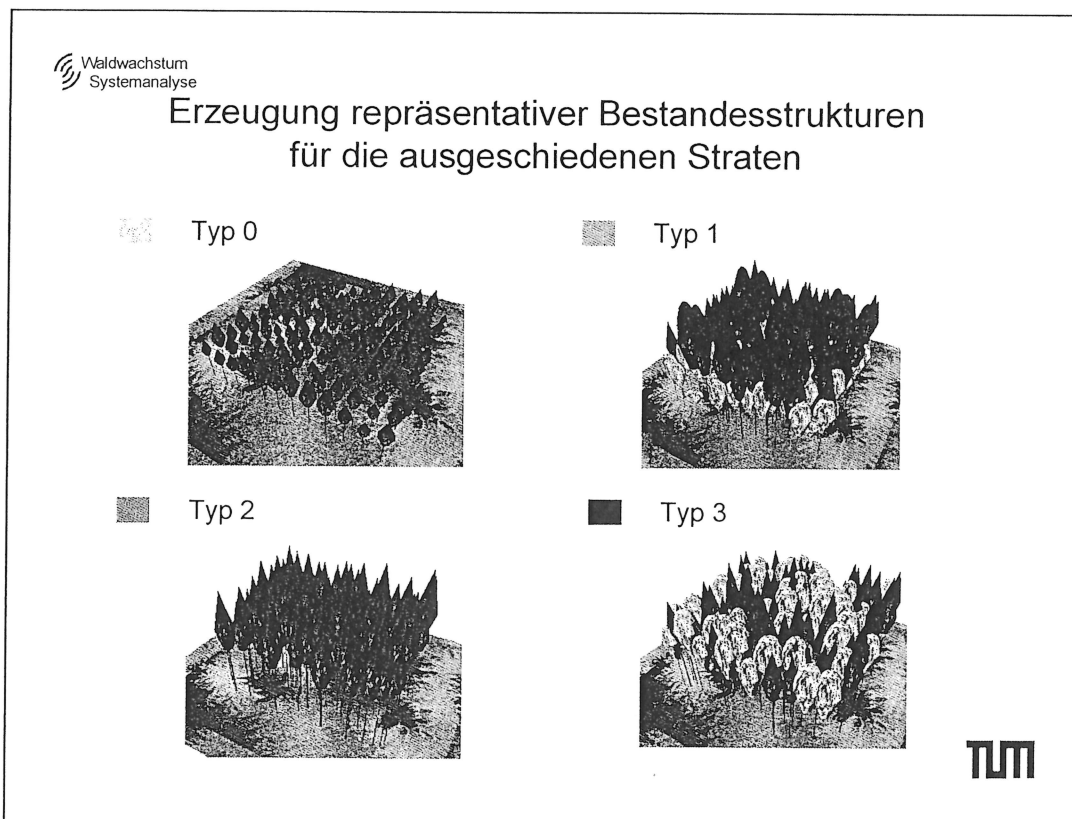 Waldwachstum
Systemanalyse
Erzeugung repräsentativer Bestandesstrukturen
für die ausgeschiedenen Straten
Typ 0
Typ 1
Typ 2
Typ 3
TUM